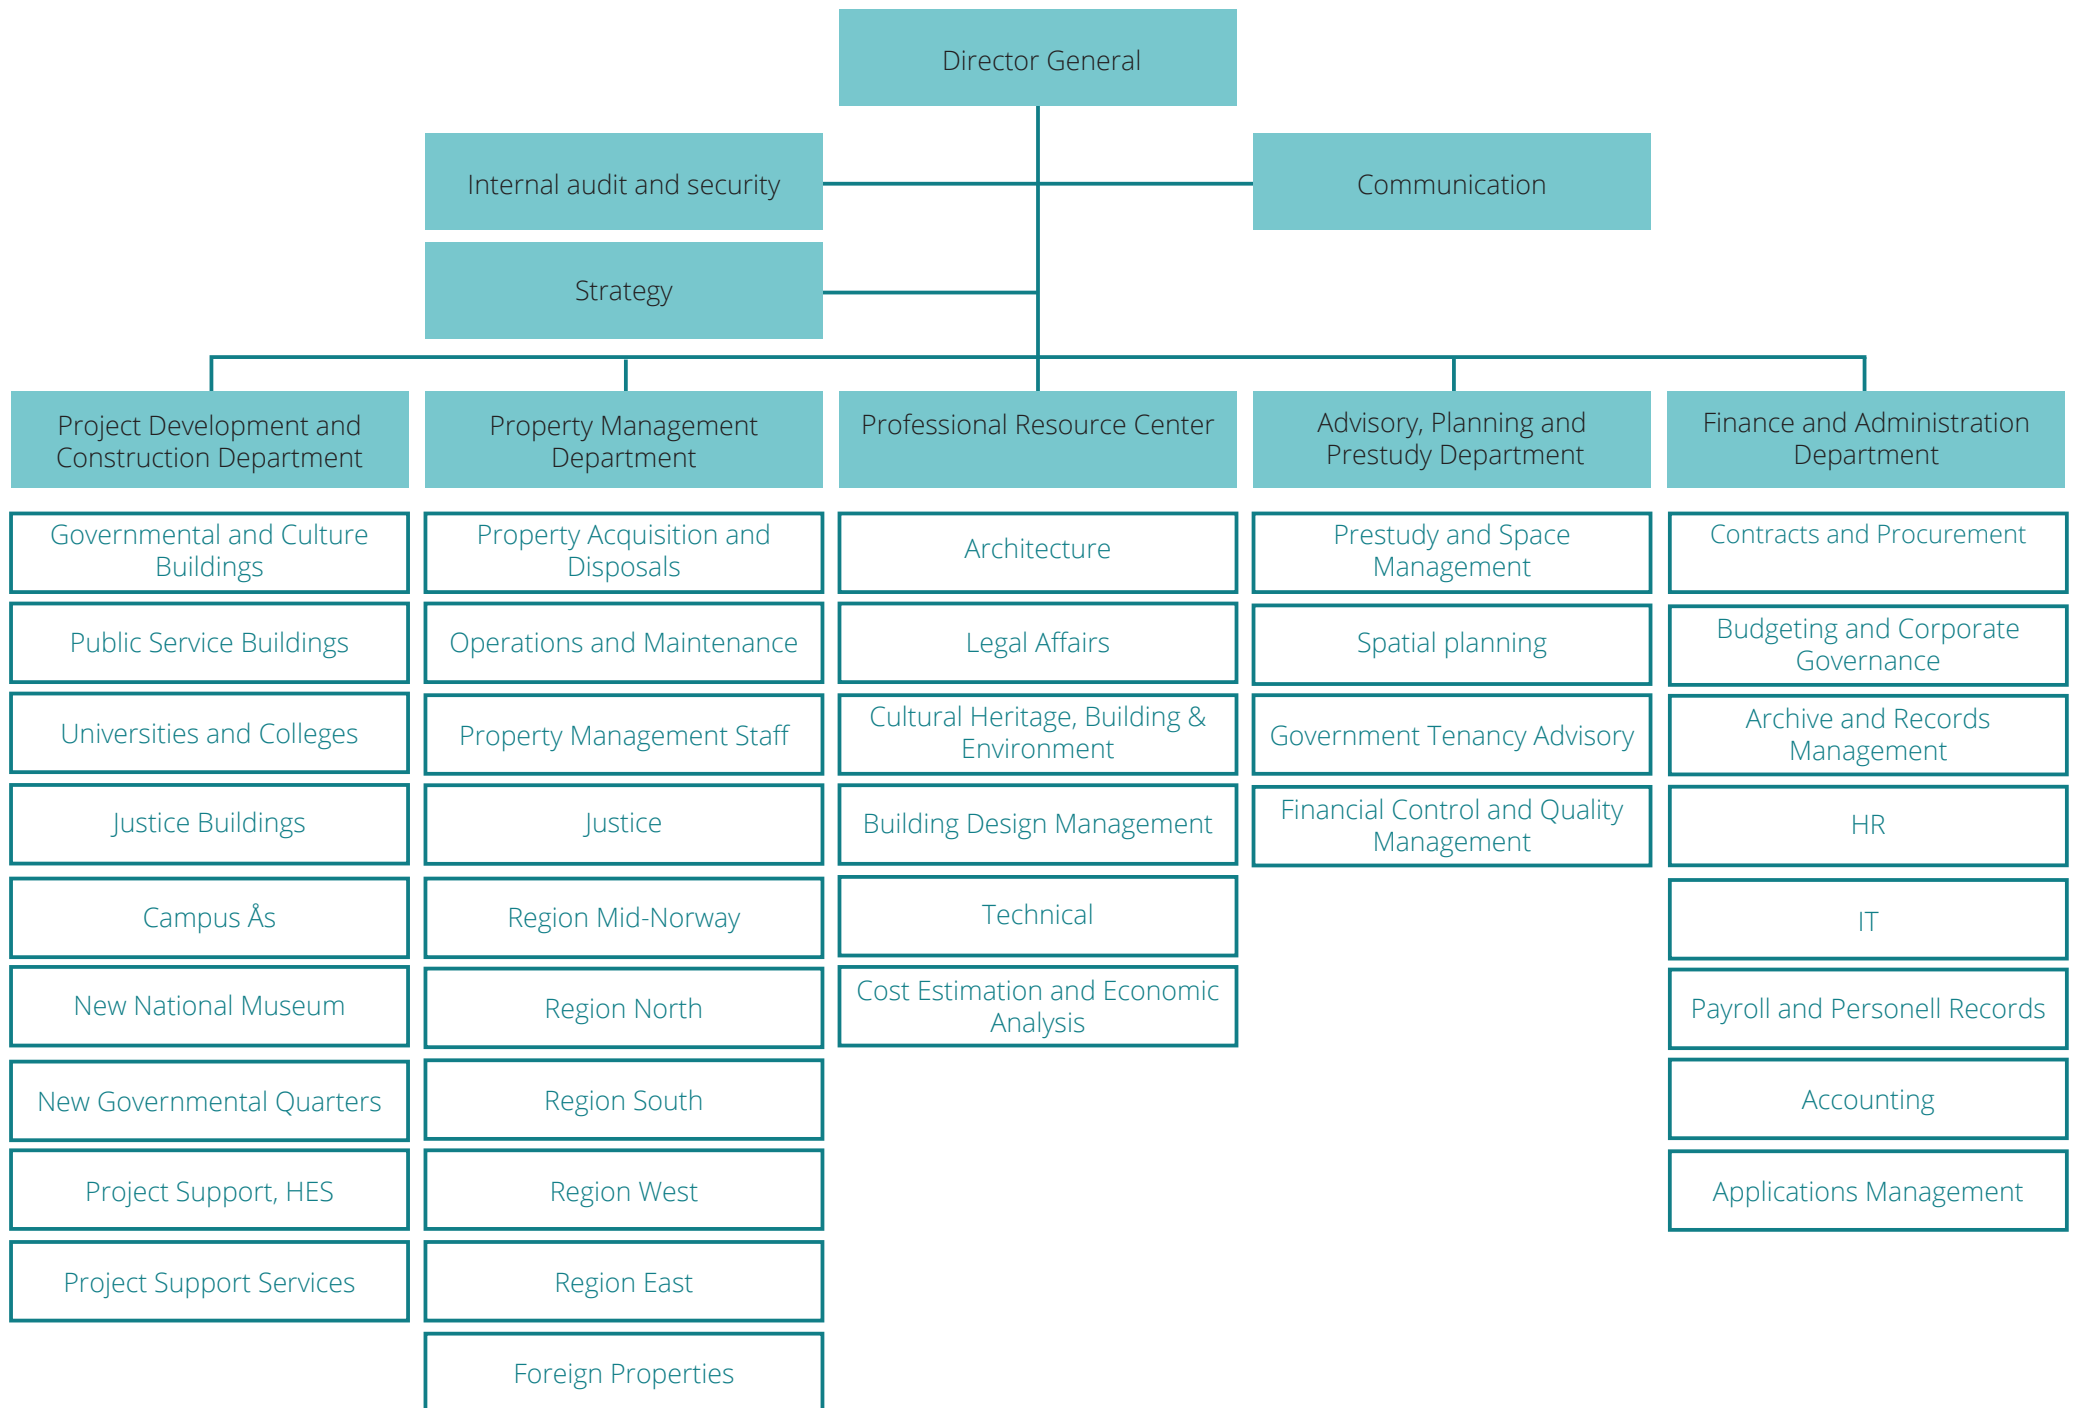 Director General
Internal audit and security
Communication
Strategy
Project Development and
Construction Department
Governmental and Culture
Buildings
Public Service Buildings
Universities and Colleges
Justice Buildings
Campus Ås
New National Museum
New Governmental Quarters
Project Support, HES
Project Support Services
Property Management
Department
Property Acquisition and
Disposals
Operations and Maintenance
Property Management Staff
Justice
Region Mid-Norway
Region North
Region South
Region West
Region East
Foreign Properties
Professional Resource Center
Architecture
Legal Affairs
Cultural Heritage, Building &
Environment
Building Design Management
Technical
Cost Estimation and Economic
Analysis
Advisory, Planning and
Prestudy Department
Prestudy and Space
Management
Spatial planning
Government Tenancy Advisory
Financial Control and Quality
Management
Finance and Administration
Department
Contracts and Procurement
Budgeting and Corporate
Governance
Archive and Records
Management
HR
IT
Payroll and Personell Records
Accounting
Applications Management